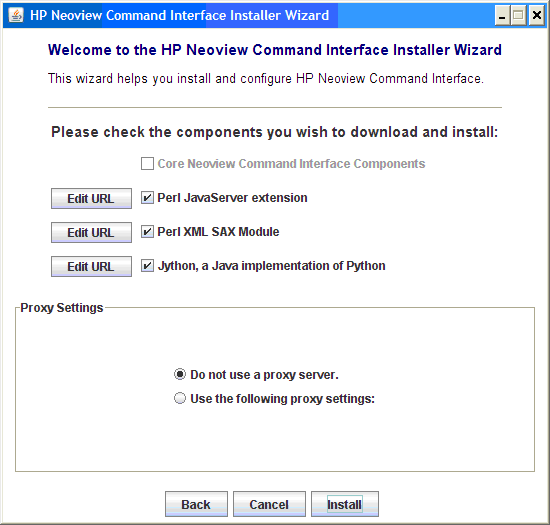 HP Neoview Command Interface Installer Wizard
Welcome to the HP Neoview Command Interface Installer Wizard
This wizard helps you install and configure HP Neoview Command Interface.
Please check the components you wish to download and install:
Core Neoview Command Interface Components
Edit URL Perl JavaServer extension
Edit URL Perl XML SAX Module
Edit URL Jython, a Java implementation of Python
Proxy Settings
Do not use a proxy server.
Use the following proxy settings:
Back Cancel Install